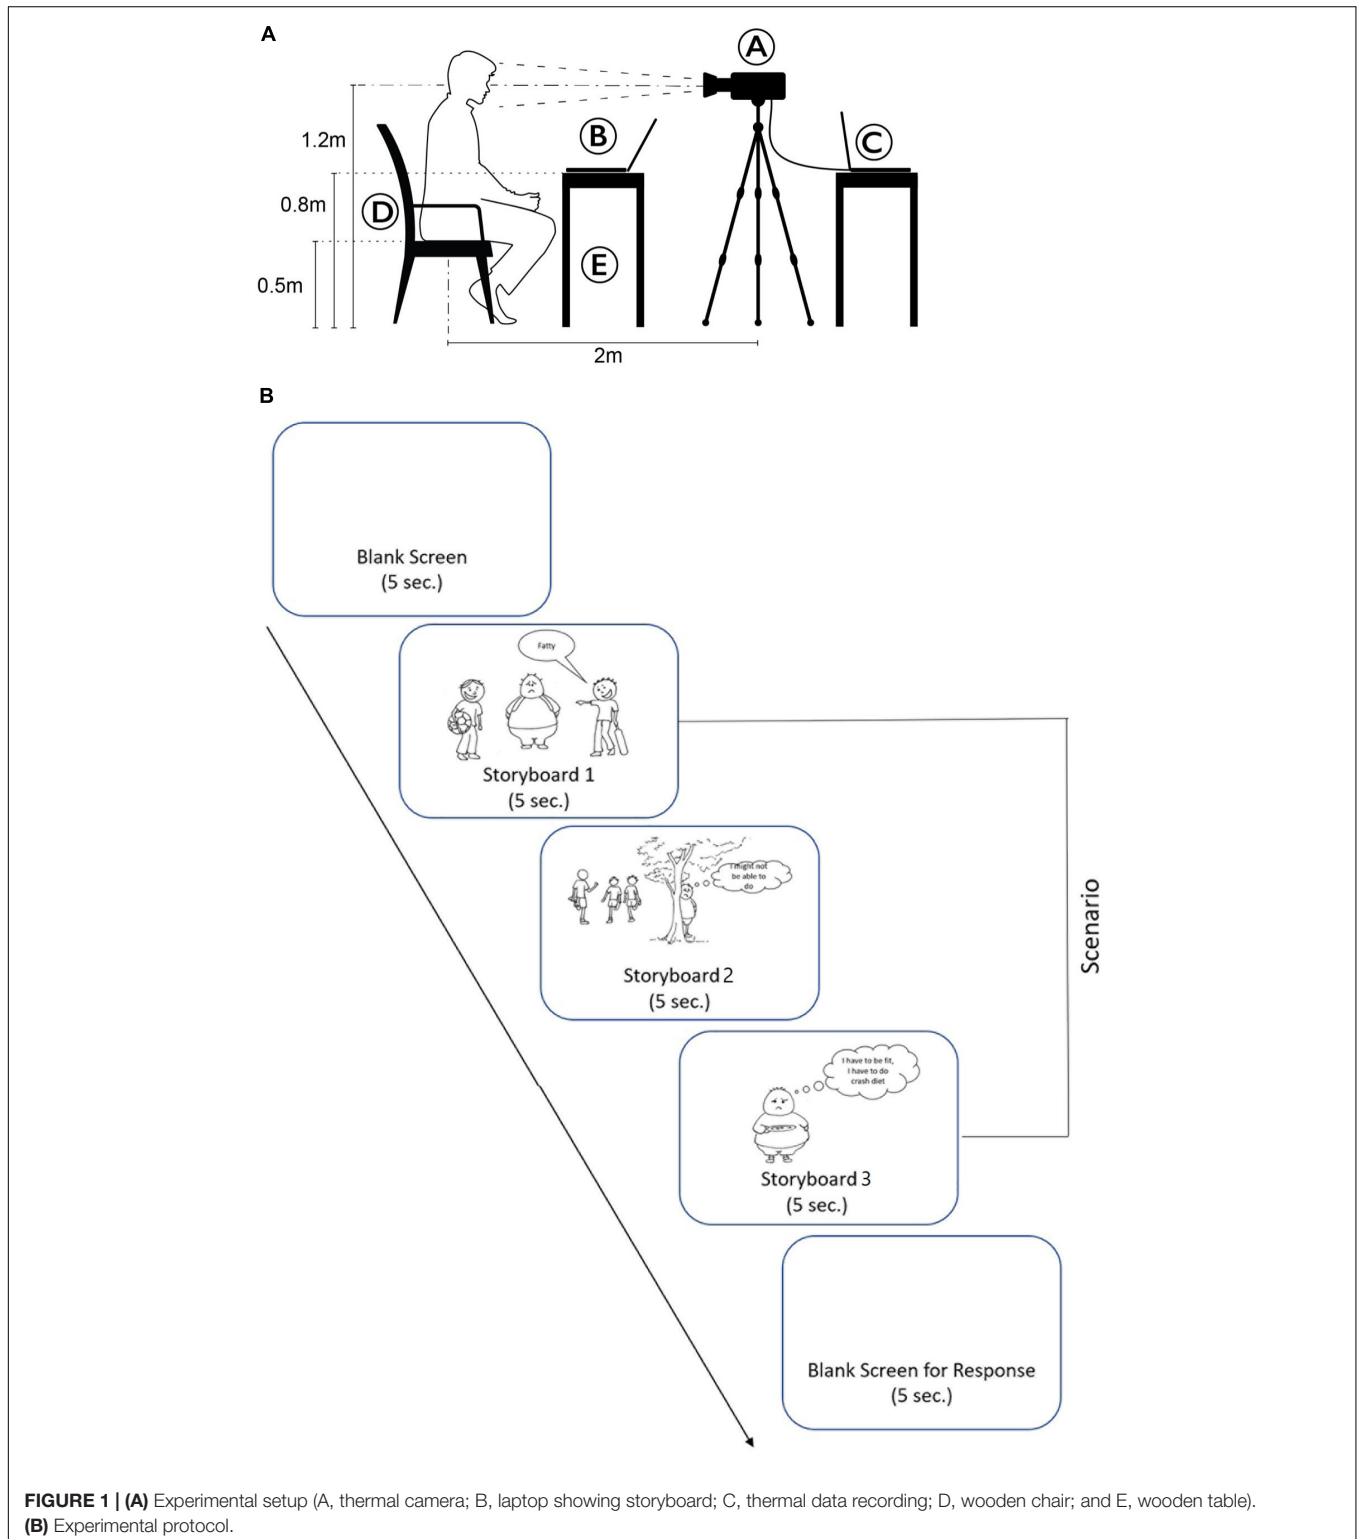 A
A
B
C
1.2m
0.8m
D
E
0.5m
2m
B
Blank Screen
(5 sec.)
Fatty
Storyboard 1
(5 sec.)
I might not
be able to
do
Storyboard 2
(5 sec.)
Scenario
I have to be fit,
I have to do
crash diet
Storyboard 3
(5 sec.)
Blank Screen for Response
(5 sec.)
FIGURE 1 | (A) Experimental setup (A, thermal camera; B, laptop showing storyboard; C, thermal data recording; D, wooden chair; and E, wooden table).
(B) Experimental protocol.